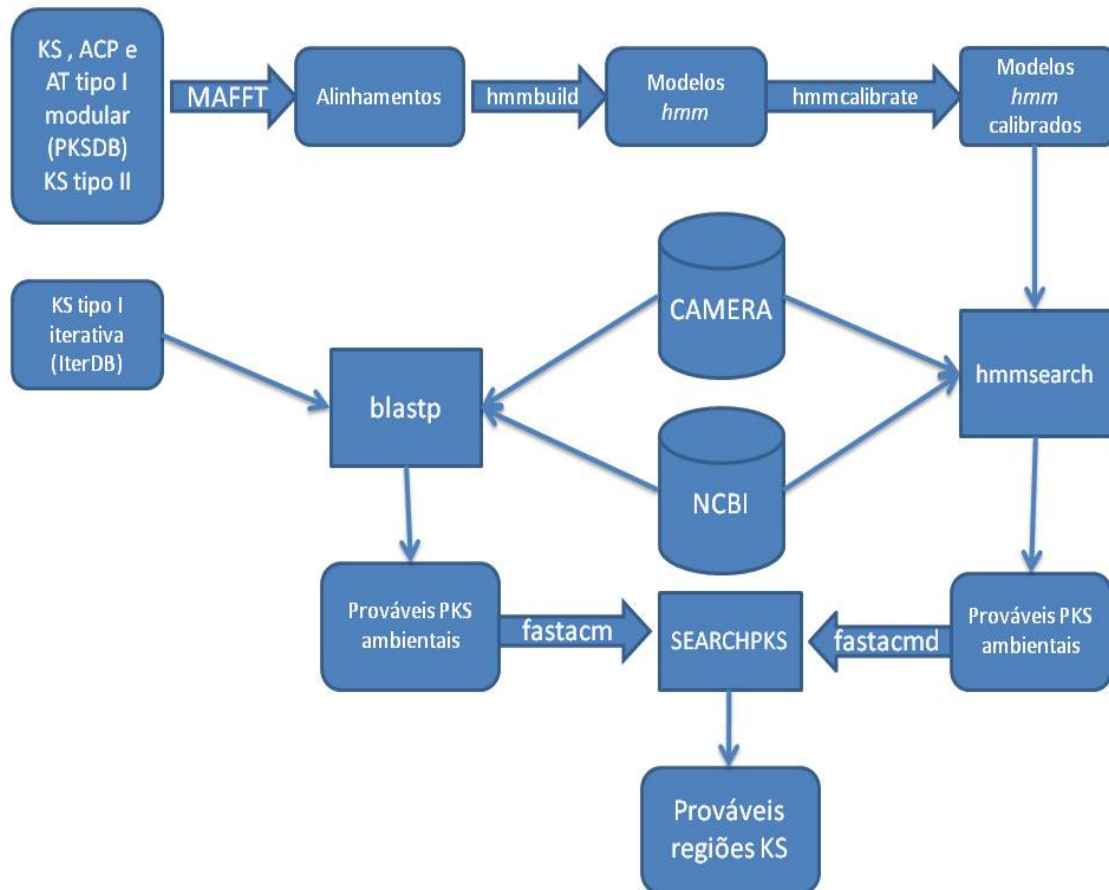 KS , ACP e
AT tipo I
modular
(PKSDB)
KS tipo II
MAFFT
Alinhamentos
hmmbuild
Modelos
hmm
hmmcalibrate
Modelos
hmm
calibrados
KS tipo I
iterativa
(IterDB)
blastp
CAMERA
NCBI
hmmsearch
Prováveis PKS
ambientais
fastacm
SEARCHPKS
fastacmd
Prováveis PKS
ambientais
Prováveis
regiões KS